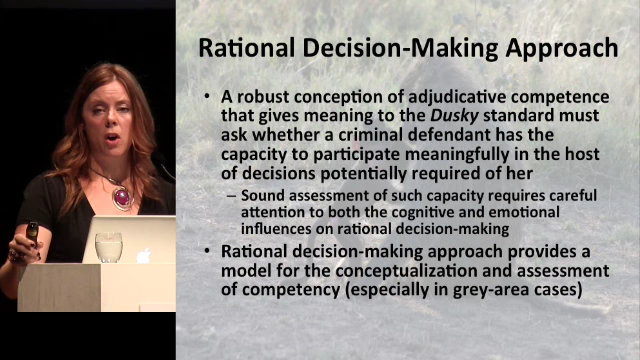 Rational Decision-Making Approach
• A robust conception of adjudicative competence
that gives meaning to the Dusky standard must
ask whether a criminal defendant has the
capacity to participate meaningfully in the host
of decisions potentially required of her
– Sound assessment of such capacity requires careful
attention to both the cognitive and emotional
influences on rational decision-making
• Rational decision-making approach provides a
model for the conceptualization and assessment
of competency (especially in grey-area cases)